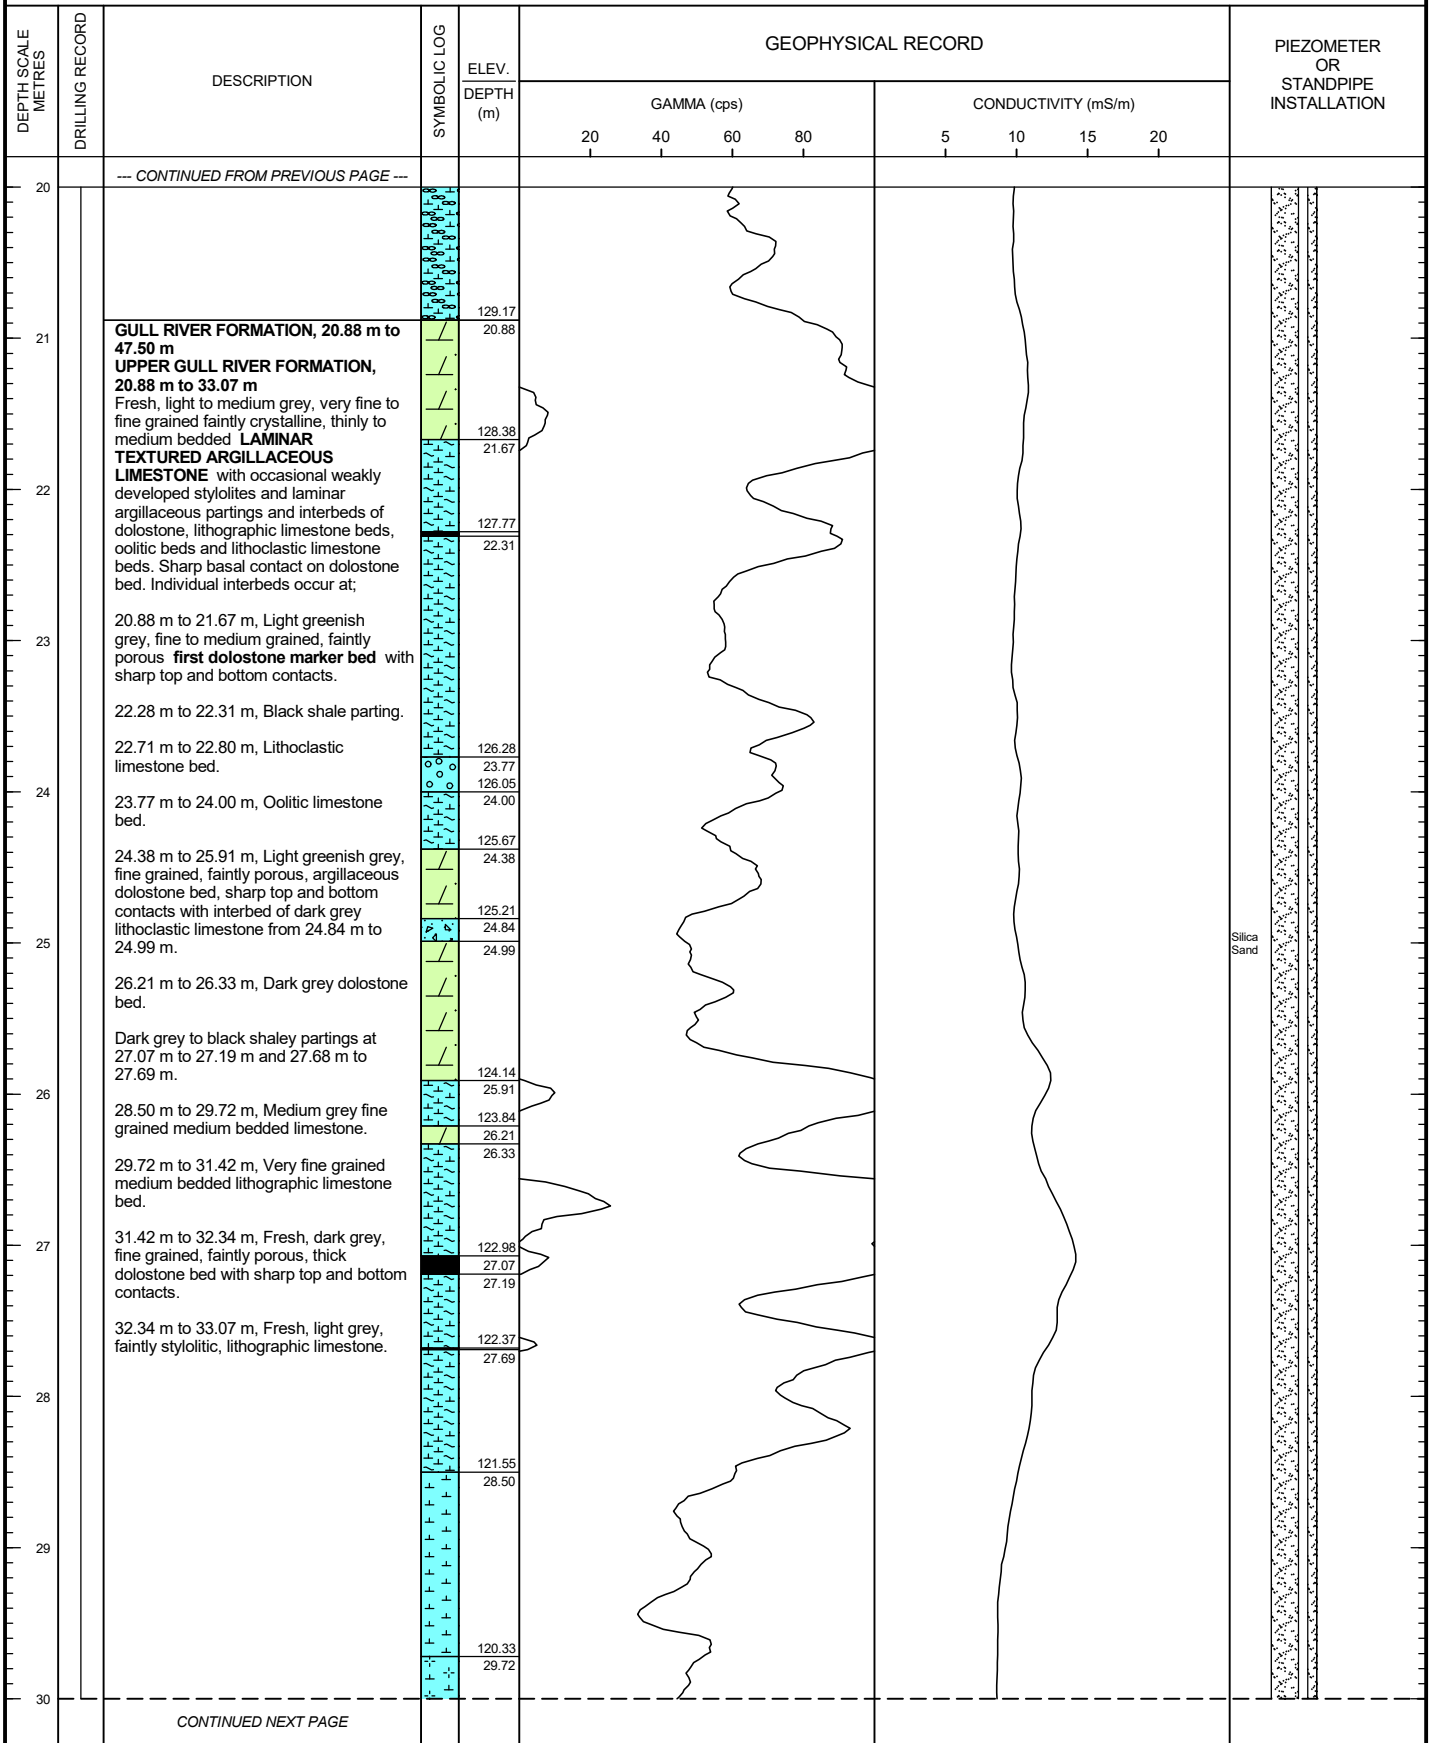 DEPTH SCALE
METRES
DRILLING RECORD
DESCRIPTION
SYMBOLIC LOG
ELEV.
DEPTH
(m)
GEOPHYSICAL RECORD
GAMMA (cps)
20 40 60 80
CONDUCTIVITY (mS/m)
5 10 15 20
PIEZOMETER
OR
STANDPIPE
INSTALLATION
--- CONTINUED FROM PREVIOUS PAGE ---
20
21
22
23
24
25
26
27
28
29
30
GULL RIVER FORMATION, 20.88 m to
47.50 m
UPPER GULL RIVER FORMATION,
20.88 m to 33.07 m
Fresh, light to medium grey, very fine to
fine grained faintly crystalline, thinly to
medium bedded LAMINAR
TEXTURED ARGILLACEOUS
LIMESTONE with occasional weakly
developed stylolites and laminar
argillaceous partings and interbeds of
dolostone, lithographic limestone beds,
oolitic beds and lithoclastic limestone
beds. Sharp basal contact on dolostone
bed. Individual interbeds occur at;
20.88 m to 21.67 m, Light greenish
grey, fine to medium grained, faintly
porous first dolostone marker bed with
sharp top and bottom contacts.
22.28 m to 22.31 m, Black shale parting.
22.71 m to 22.80 m, Lithoclastic
limestone bed.
23.77 m to 24.00 m, Oolitic limestone
bed.
24.38 m to 25.91 m, Light greenish grey,
fine grained, faintly porous, argillaceous
dolostone bed, sharp top and bottom
contacts with interbed of dark grey
lithoclastic limestone from 24.84 m to
24.99 m.
26.21 m to 26.33 m, Dark grey dolostone
bed.
Dark grey to black shaley partings at
27.07 m to 27.19 m and 27.68 m to
27.69 m.
28.50 m to 29.72 m, Medium grey fine
grained medium bedded limestone.
29.72 m to 31.42 m, Very fine grained
medium bedded lithographic limestone
bed.
31.42 m to 32.34 m, Fresh, dark grey,
fine grained, faintly porous, thick
dolostone bed with sharp top and bottom
contacts.
32.34 m to 33.07 m, Fresh, light grey,
faintly stylolitic, lithographic limestone.
129.17
20.88
128.38
21.67
127.77
22.31
126.28
23.77
126.05
24.00
125.67
24.38
125.21
24.84
24.99
124.14
25.91
123.84
26.21
26.33
122.98
27.07
27.19
122.37
27.69
121.55
28.50
120.33
29.72
Silica
Sand
CONTINUED NEXT PAGE